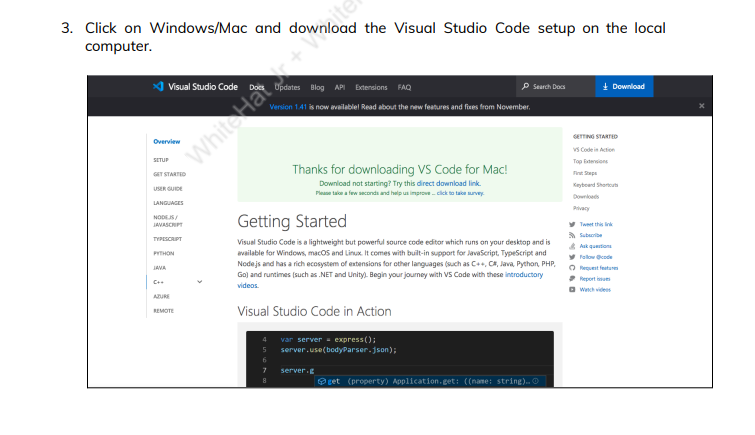 3. Click on Windows/Mac and download the Visual Studio Code setup on the local
computer.
WhiteHat Jr + White
Visual Studio Code Docs Updates Blog API Extensions FAQ Search Docs Download
Version 1.41 is now available! Read about the new features and fixes from November.
Overview
SETUP
GET STARTED
USER GUIDE
LANGUAGES
NODE.JS /
JAVASCRIPT
TYPESCRIPT
PYTHON
JAVA
C++
AZURE
REMOTE
Thanks for downloading VS Code for Mac!
Download not starting? Try this direct download link.
Please take a few seconds and help us improve ... click to take survey.
Getting Started
Visual Studio Code is a lightweight but powerful source code editor which runs on your desktop and is
available for Windows, macOS and Linux. It comes with built-in support for JavaScript, TypeScript and
Node.js and has a rich ecosystem of extensions for other languages (such as C++, C#, Java, Python, PHP,
Go) and runtimes (such as .NET and Unity). Begin your journey with VS Code with these introductory
videos.
Visual Studio Code in Action
4 var server = express();
5 server.use(bodyParser.json);
6
7 server.g
8 get (property) Application.get: ((name: string)...
GETTING STARTED
VS Code in Action
Top Extensions
First Steps
Keyboard Shortcuts
Downloads
Privacy
Tweet this link
Subscribe
Ask questions
Follow @code
Request features
Report issues
Watch videos